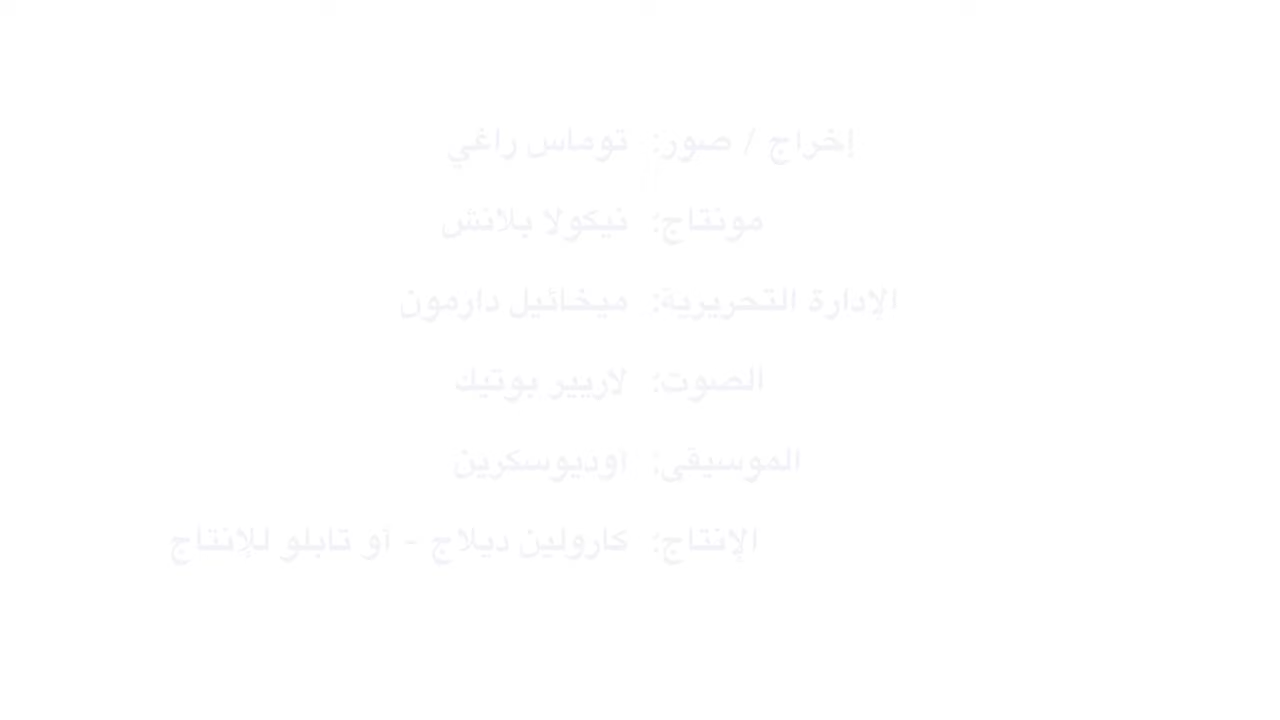 إخراج / صور: توماس راغي
مونتاج: نيكولا بلانش
الإدارة التحريرية: ميخائيل دارمون
الصوت: لاريير بوتيك
الموسيقى: أوديوسكرين
الإنتاج: كارولين ديلاج - أو تابلو للإنتاج